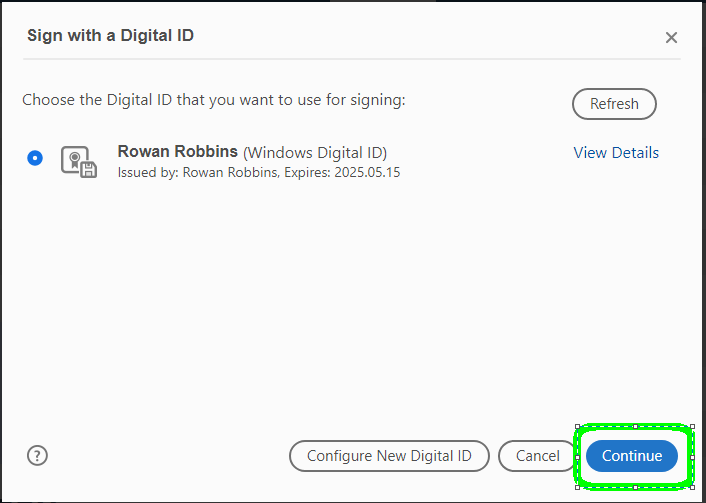 Sign with a Digital ID
Choose the Digital ID that you want to use for signing:
Refresh
Rowan Robbins (Windows Digital ID)
View Details
Issued by: Rowan Robbins, Expires: 2025.05.15
?
Configure New Digital ID
Cancel
Continue